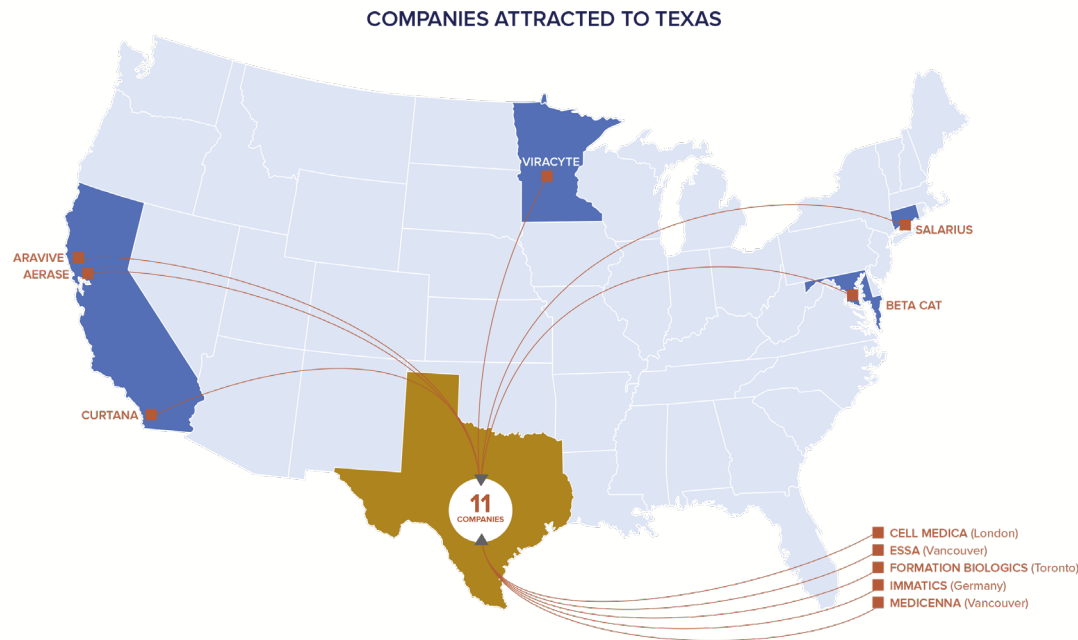 COMPANIES ATTRACTED TO TEXAS
VIRACYTE
SALARIUS
ARAVIVE
AERASE
BETA CAT
CURTANA
11
COMPANIES
CELL MEDICA (London)
ESSA (Vancouver)
FORMATION BIOLOGICS (Toronto)
IMMATICS (Germany)
MEDICENNA (Vancouver)